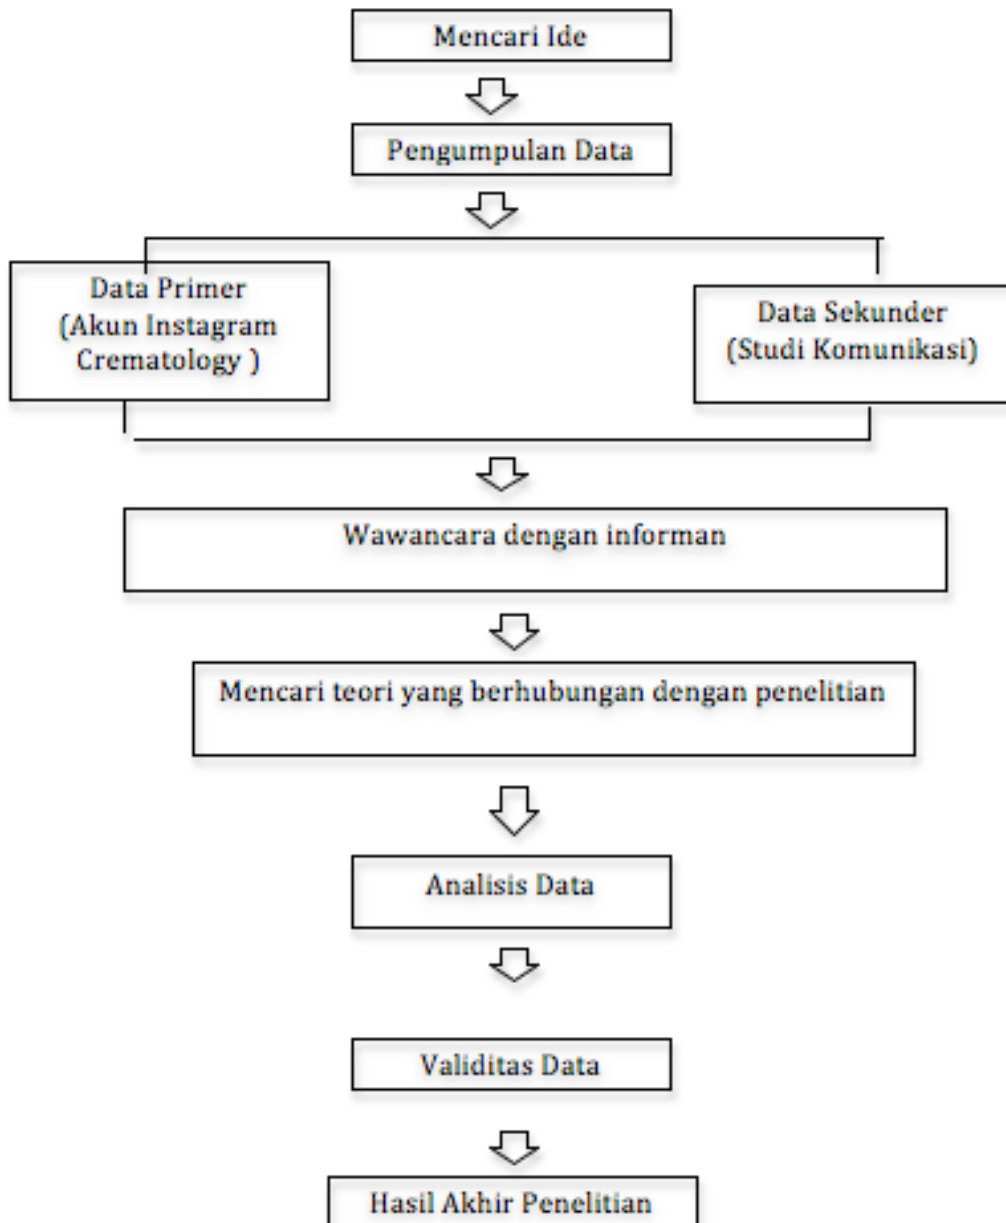 Mencari Ide
Pengumpulan Data
Data Primer
(Akun Instagram
Crematology )
Data Sekunder
(Studi Komunikasi)
Wawancara dengan informan
Mencari teori yang berhubungan dengan penelitian
Analisis Data
Validitas Data
Hasil Akhir Penelitian